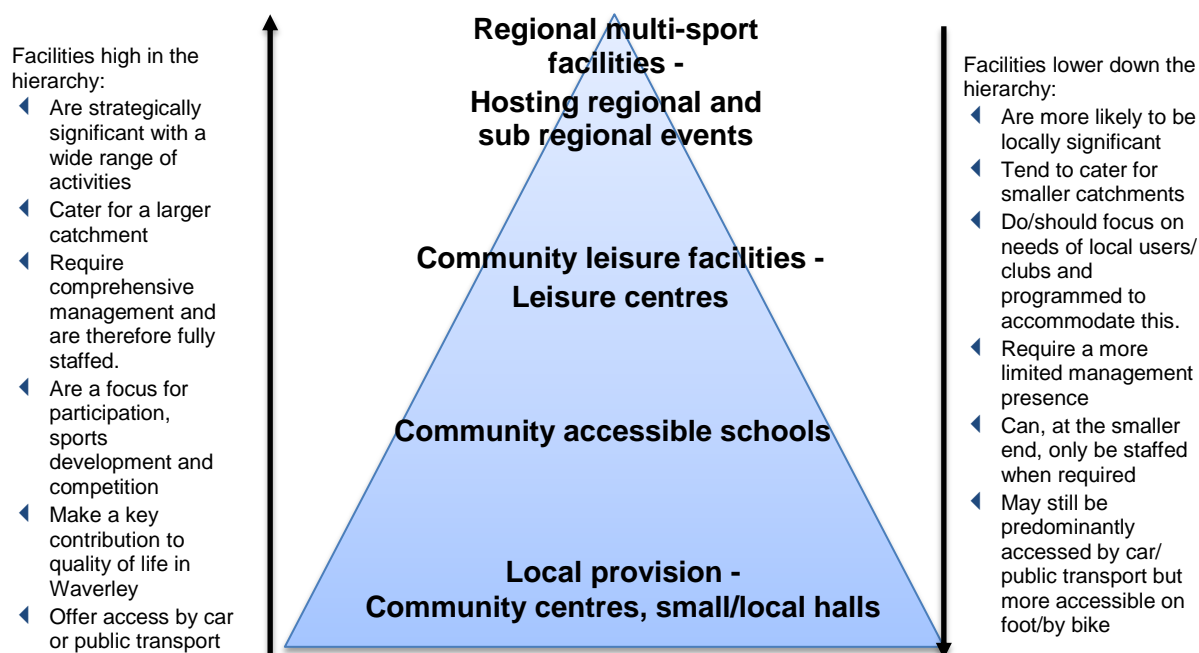 Facilities high in the
hierarchy:
Are strategically
significant with a
wide range of
activities
Cater for a larger
catchment
Require
comprehensive
management and
are therefore fully
staffed.
Are a focus for
participation,
sports
development and
competition
Make a key
contribution to
quality of life in
Waverley
Offer access by car
or public transport
Regional multi-sport
facilities -
Hosting regional and
sub regional events
Community leisure facilities -
Leisure centres
Community accessible schools
Local provision -
Community centres, small/local halls
Facilities lower down the
hierarchy:
Are more likely to be
locally significant
Tend to cater for
smaller catchments
Do/should focus on
needs of local users/
clubs and
programmed to
accommodate this.
Require a more
limited management
presence
Can, at the smaller
end, only be staffed
when required
May still be
predominantly
accessed by car/
public transport but
more accessible on
foot/by bike